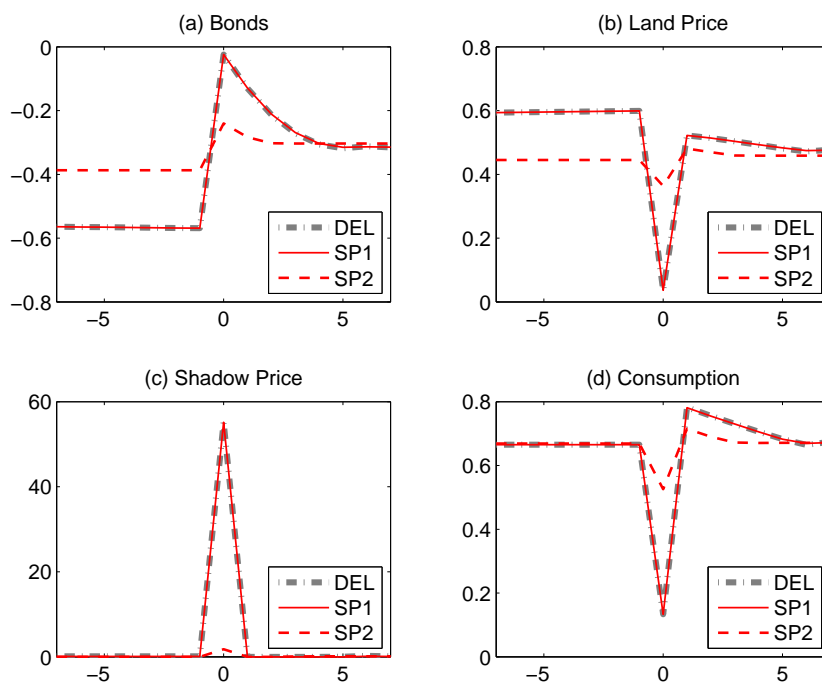 (a) Bonds
0
−0.2
−0.4
−0.6
−0.8
−5 0 5
DEL
SP1
SP2
(b) Land Price
0.8
0.6
0.4
0.2
0
−5 0 5
DEL
SP1
SP2
(c) Shadow Price
60
40
20
0
−5 0 5
DEL
SP1
SP2
(d) Consumption
0.8
0.6
0.4
0.2
0
−5 0 5
DEL
SP1
SP2